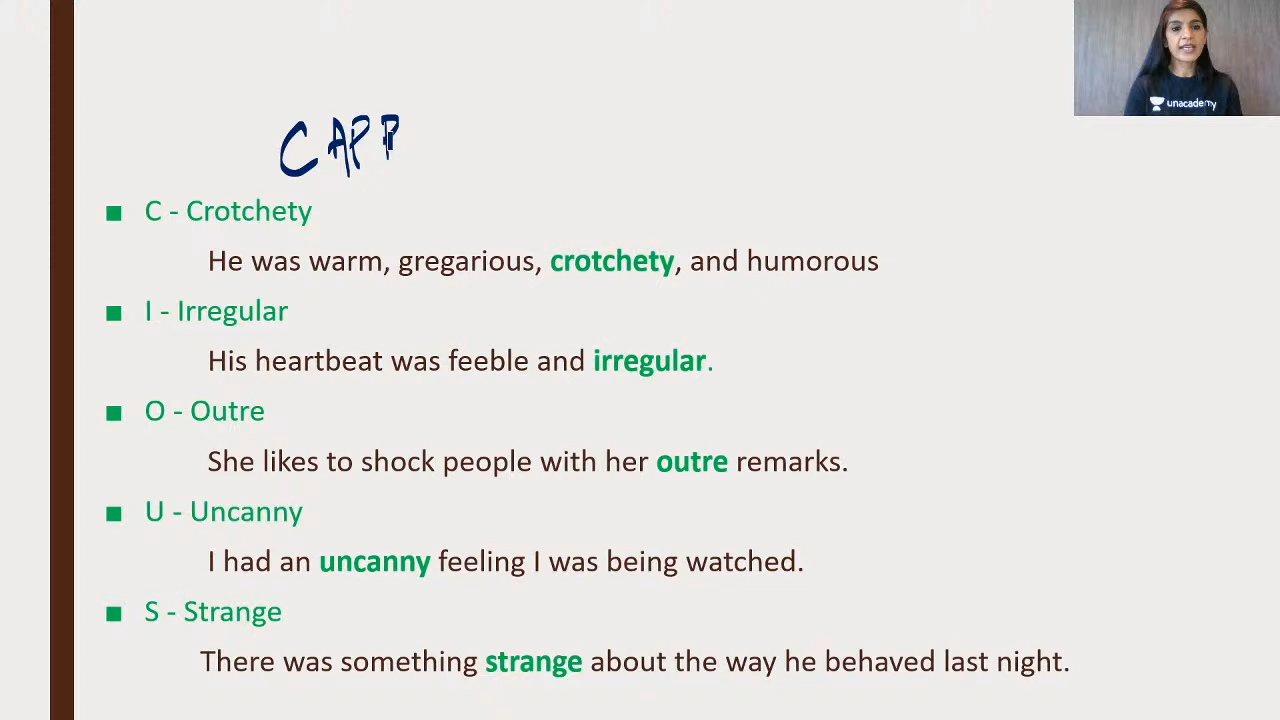 unacademy
CAPR
■ C - Crotchety
He was warm, gregarious, crotchety, and humorous
■ I - Irregular
His heartbeat was feeble and irregular.
■ O - Outre
She likes to shock people with her outre remarks.
■ U - Uncanny
I had an uncanny feeling I was being watched.
■ S - Strange
There was something strange about the way he behaved last night.